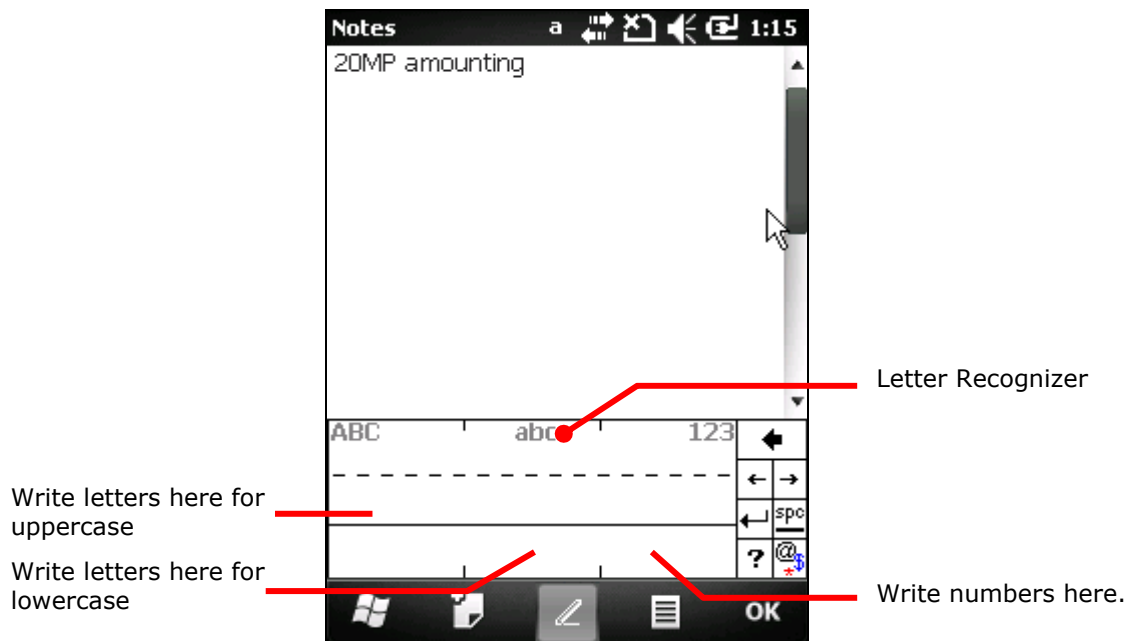 Notes a 1:15
20MP amounting
Letter Recognizer
ABC abc 123
spc
Write letters here for
uppercase
? @$*
Write letters here for
lowercase
Write numbers here.
OK